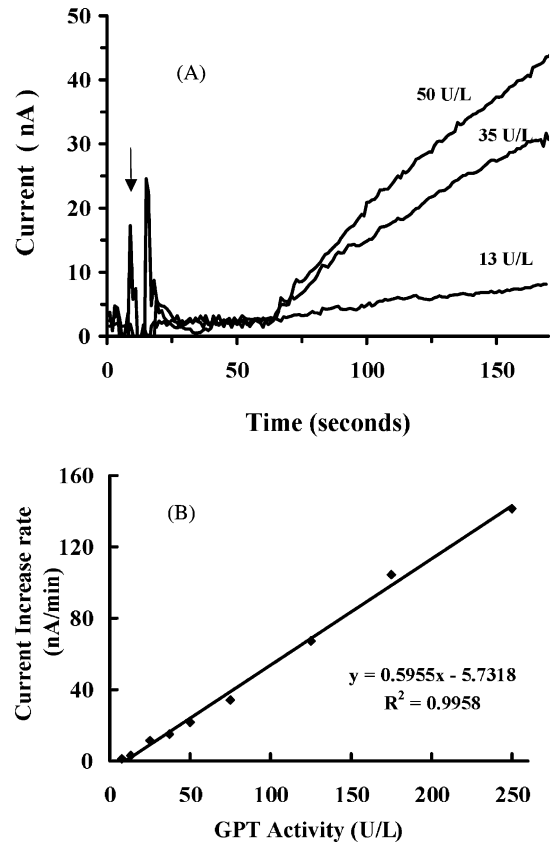 50
(A)
50 U/L
40
35 U/L
30
Current ( nA)
20
13 U/L
10
0
0 50 100 150
Time (seconds)
160
(B)
120
Current Increase rate
(nA/min)
80
y = 0.5955x - 5.7318
R² = 0.9958
40
0
0 50 100 150 200 250
GPT Activity (U/L)